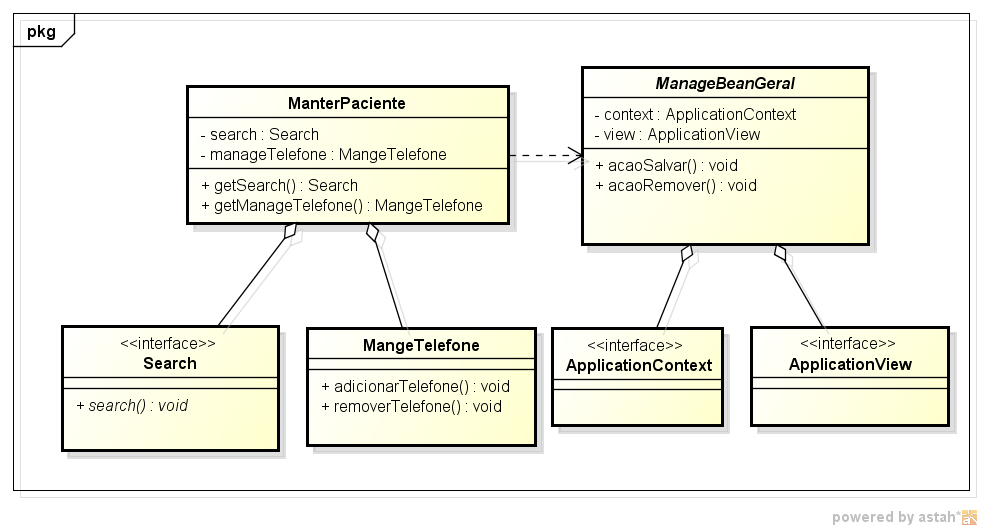 pkg
ManterPaciente
- search : Search
- manageTelefone : MangeTelefone
+ getSearch() : Search
+ getManageTelefone() : MangeTelefone
ManageBeanGeral
- context : ApplicationContext
- view : ApplicationView
+ acaoSalvar() : void
+ acaoRemover() : void
<<interface>>
Search
+ search() : void
MangeTelefone
+ adicionarTelefone() : void
+ removerTelefone() : void
<<interface>>
ApplicationContext
<<interface>>
ApplicationView
powered by astah*